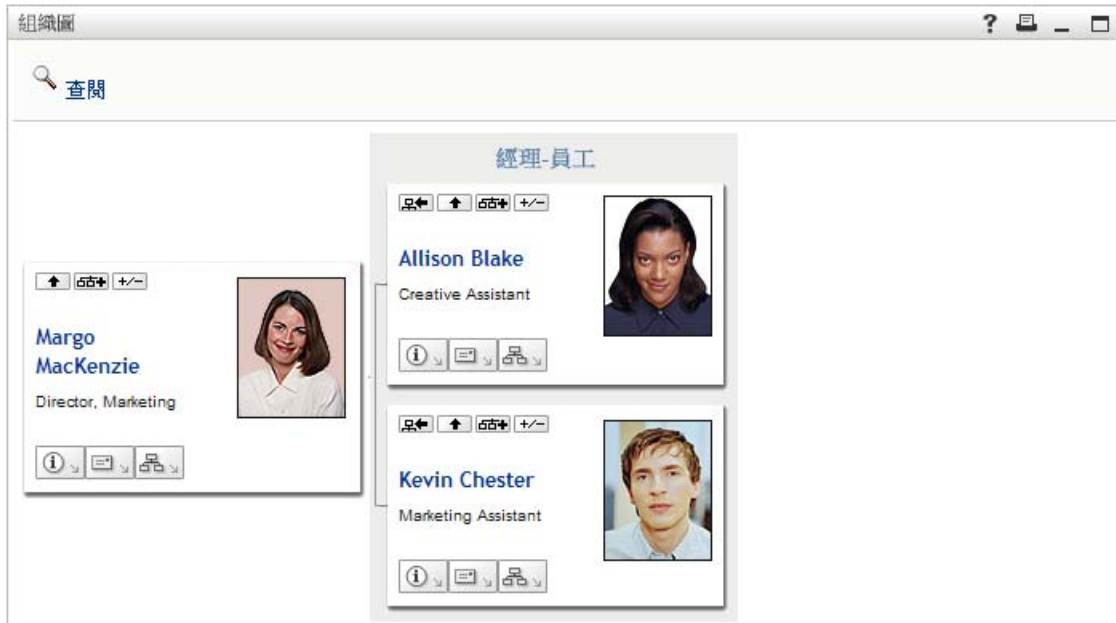 組織圖
?
查閱
經理-員工
+/-
Allison Blake
Creative Assistant
+/-
Margo
MacKenzie
Director, Marketing
+/-
Kevin Chester
Marketing Assistant